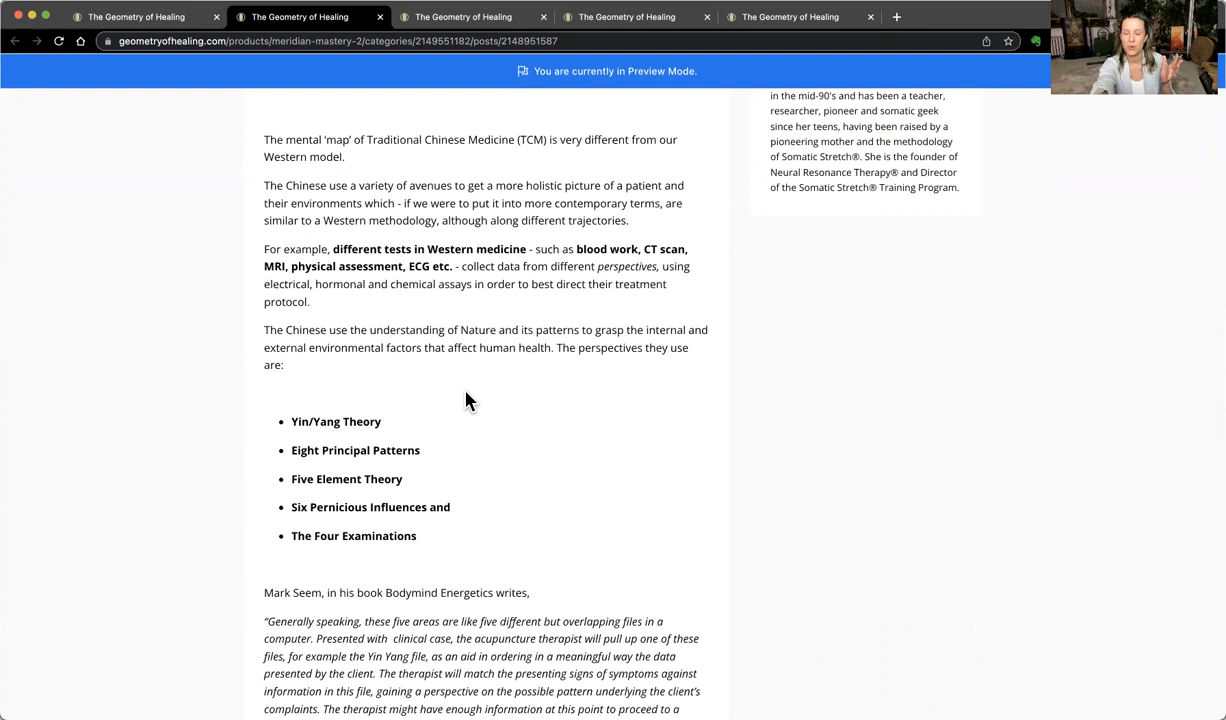 The Geometry of Healing
The Geometry of Healing
The Geometry of Healing
The Geometry of Healing
The Geometry of Healing
geometryofhealing.com/products/meridian-mastery-2/categories/2149551182/posts/2148951587
You are currently in Preview Mode.
The mental ‘map’ of Traditional Chinese Medicine (TCM) is very different from our
Western model.
The Chinese use a variety of avenues to get a more holistic picture of a patient and
their environments which - if we were to put it into more contemporary terms, are
similar to a Western methodology, although along different trajectories.
For example, different tests in Western medicine - such as blood work, CT scan,
MRI, physical assessment, ECG etc. - collect data from different perspectives, using
electrical, hormonal and chemical assays in order to best direct their treatment
protocol.
The Chinese use the understanding of Nature and its patterns to grasp the internal and
external environmental factors that affect human health. The perspectives they use
are:
• Yin/Yang Theory
• Eight Principal Patterns
• Five Element Theory
• Six Pernicious Influences and
• The Four Examinations
Mark Seem, in his book Bodymind Energetics writes,
“Generally speaking, these five areas are like five different but overlapping files in a
computer. Presented with clinical case, the acupuncture therapist will pull up one of these
files, for example the Yin Yang file, as an aid in ordering in a meaningful way the data
presented by the client. The therapist will match the presenting signs of symptoms against
information in this file, gaining a perspective on the possible pattern underlying the client’s
complaints. The therapist might have enough information at this point to proceed to a
in the mid-90's and has been a teacher,
researcher, pioneer and somatic geek
since her teens, having been raised by a
pioneering mother and the methodology
of Somatic Stretch®. She is the founder of
Neural Resonance Therapy® and Director
of the Somatic Stretch® Training Program.